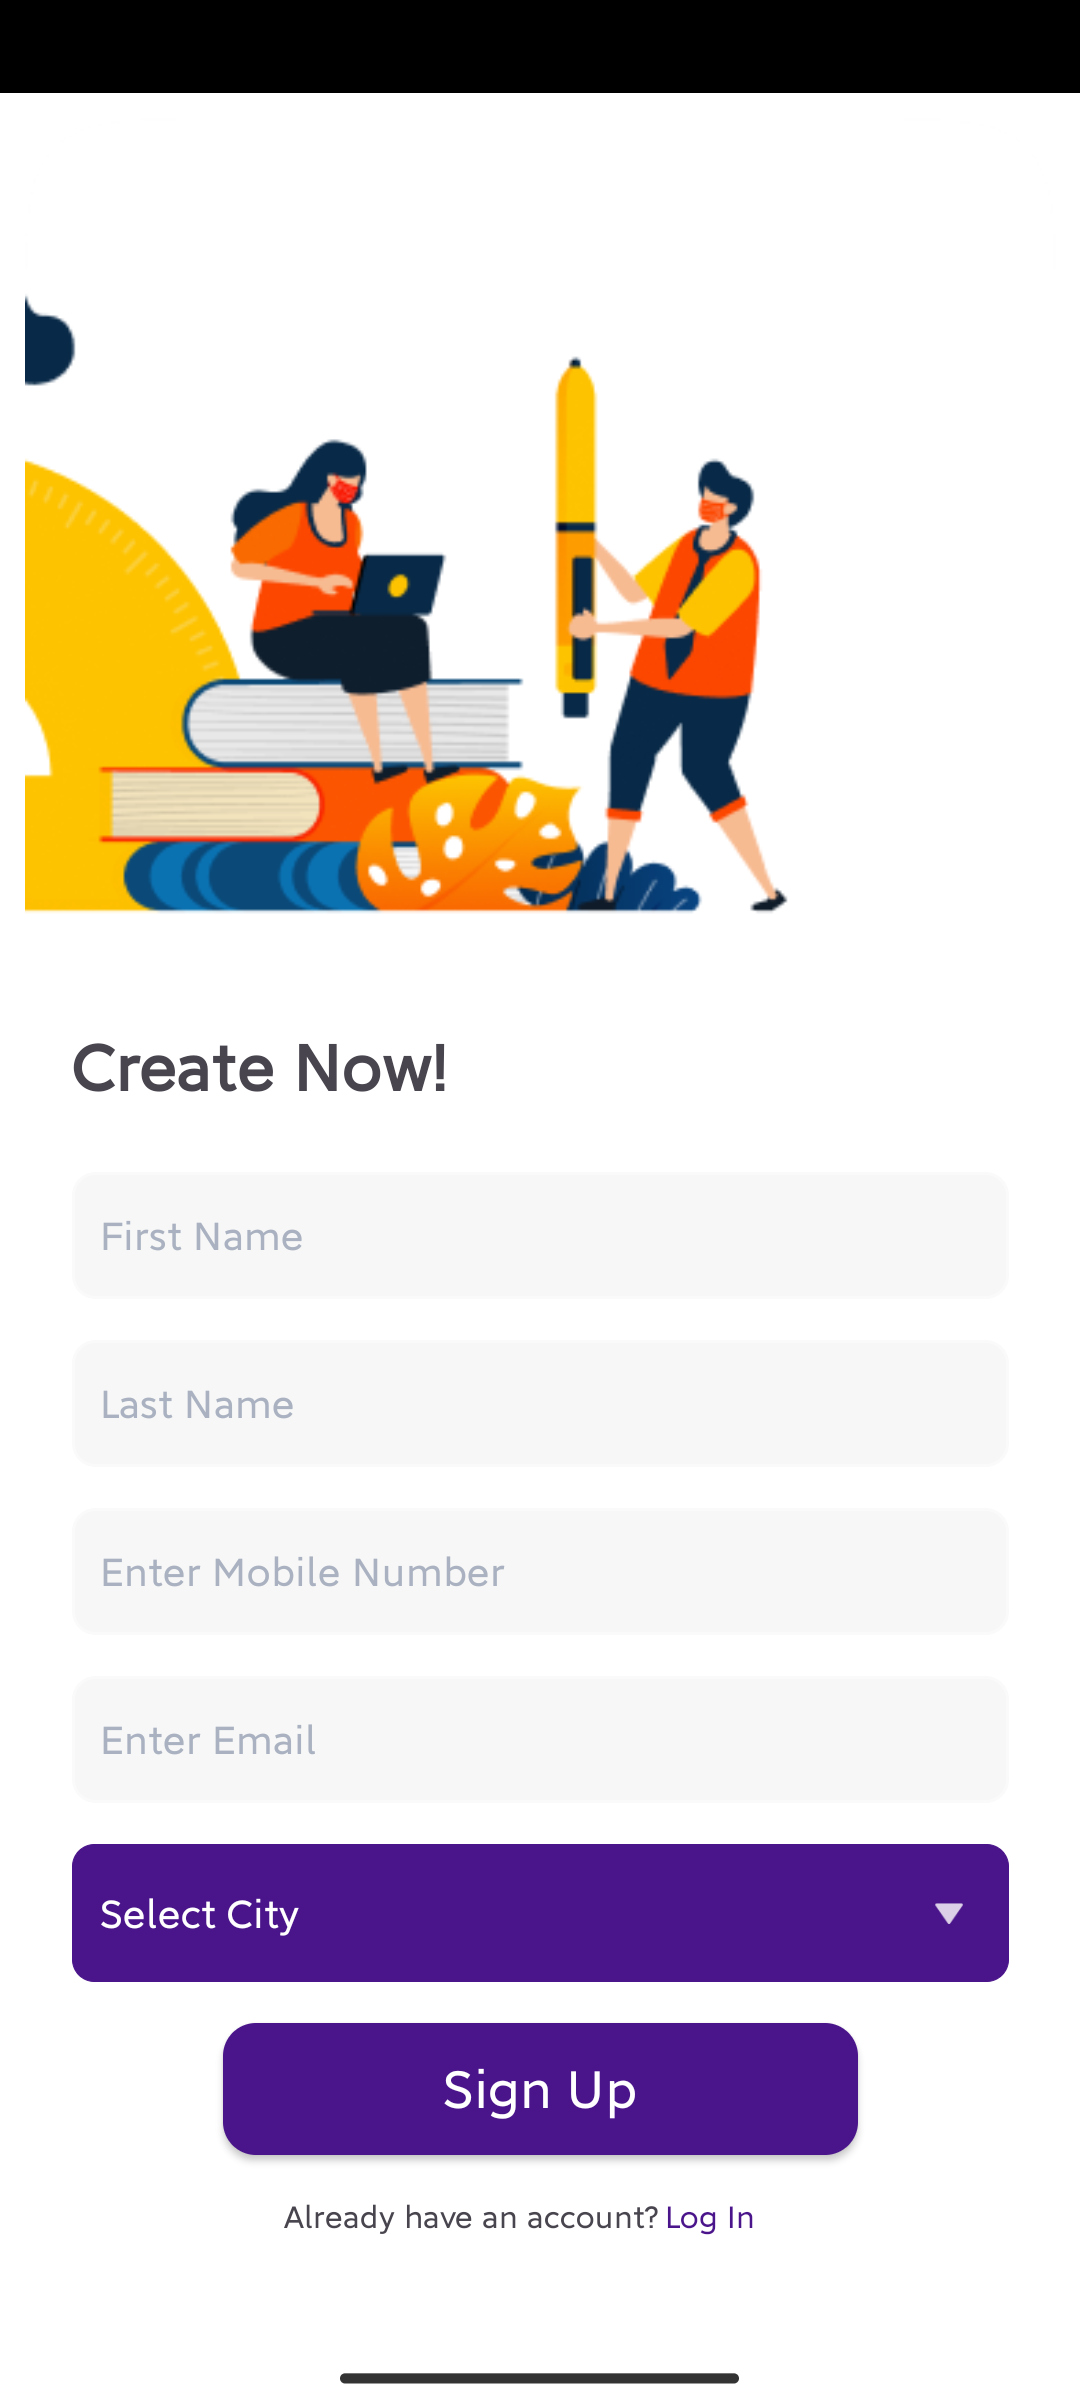 Create Now!
First Name
Last Name
Enter Mobile Number
Enter Email
Select City
Sign Up
Already have an account? Log In